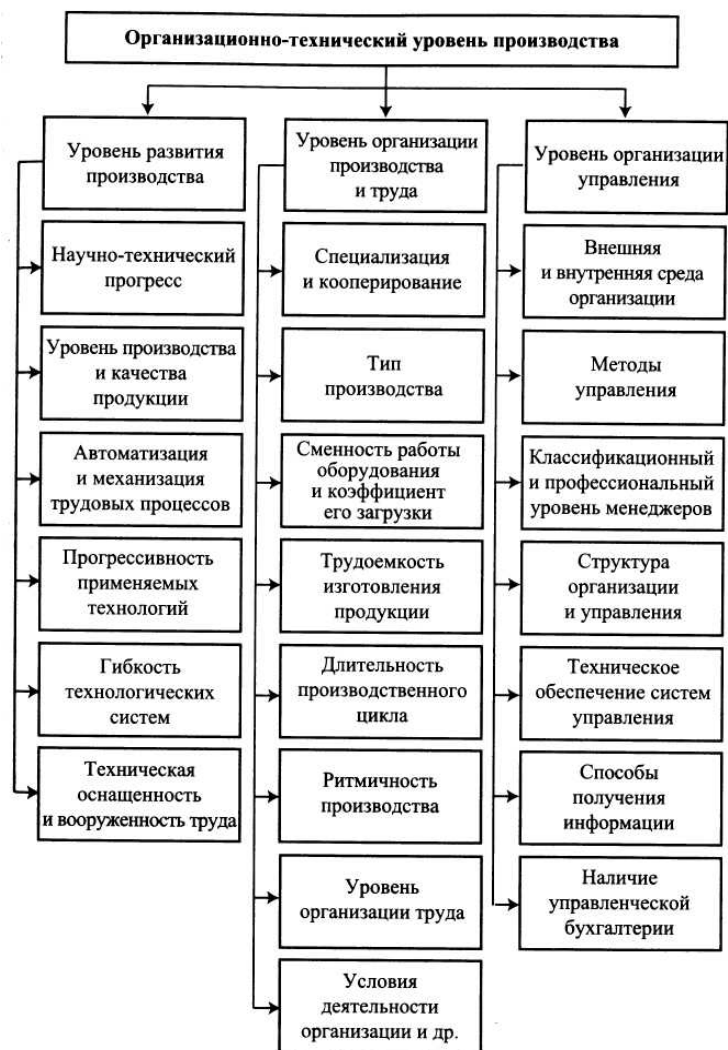 Организационно-технический уровень производства
Уровень развития
производства
Научно-технический
прогресс
Уровень производства
и качества
продукции
Автоматизация
и механизация
трудовых процессов
Прогрессивность
применяемых
технологий
Гибкость
технологических
систем
Техническая
оснащенность
и вооруженность труда
Уровень организации
производства
и труда
Специализация
и кооперирование
Тип
производства
Сменность работы
оборудования
и коэффициент
его загрузки
Трудоемкость
изготовления
продукции
Длительность
производственного
цикла
Ритмичность
производства
Уровень
организации труда
Условия
деятельности
организации и др.
Уровень организации
управления
Внешняя
и внутренняя среда
организации
Методы
управления
Классификационный
и профессиональный
уровень менеджеров
Структура
организации
и управления
Техническое
обеспечение систем
управления
Способы
получения
информации
Наличие
управленческой
бухгалтерии